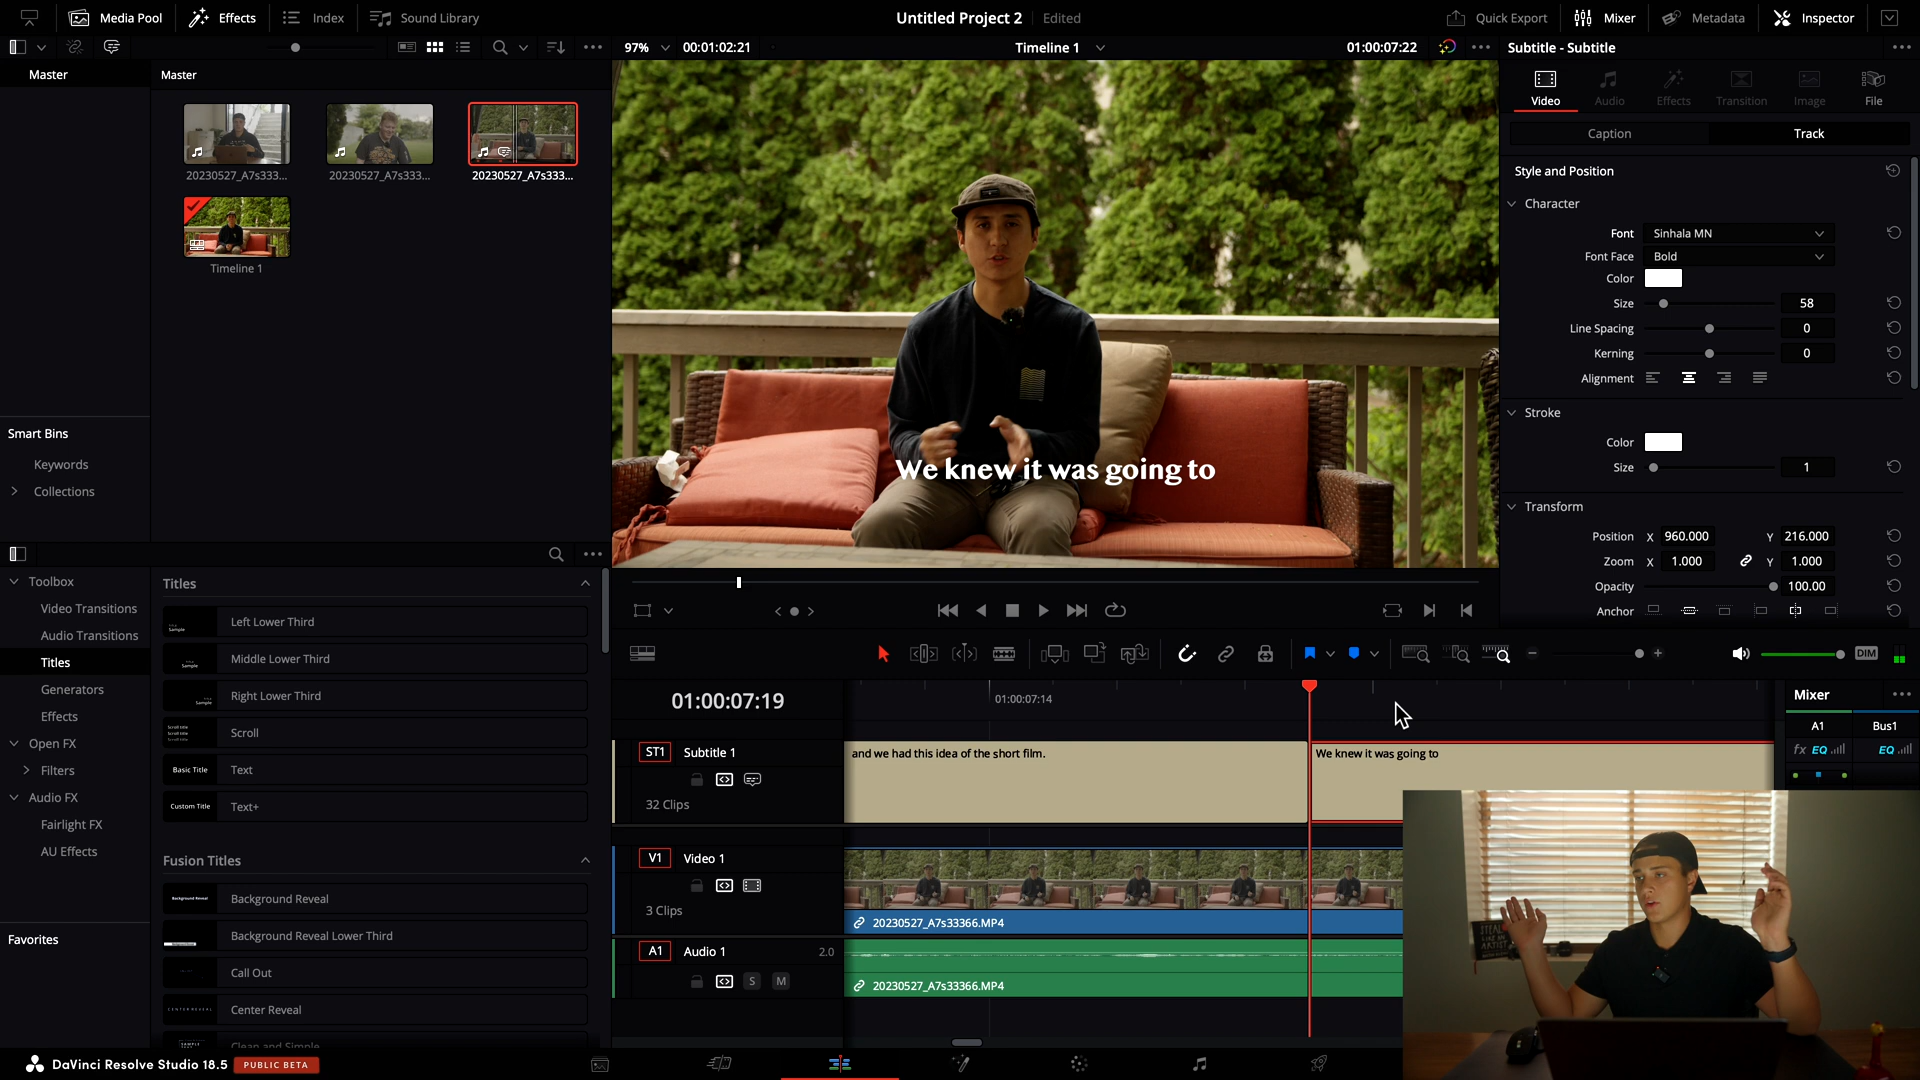 Media Pool
Effects
Index
Sound Library
Untitled Project 2
Edited
Quick Export
Mixer
Metadata
Inspector
97%
00:01:02:21
Timeline 1
01:00:07:22
Subtitle - Subtitle
Master
Master
Video
Audio
Effects
Transition
Image
File
Caption
Track
20230527_A7s333...
20230527_A7s333...
20230527_A7s333...
Timeline 1
Style and Position
Character
Font
Sinhala MN
Font Face
Bold
Color
Size
58
Line Spacing
0
Kerning
0
Alignment
Stroke
Color
Size
1
Transform
Position
X
960.000
Y
216.000
Zoom
X
1.000
Y
1.000
Opacity
100.00
Anchor
We knew it was going to
Smart Bins
Keywords
Collections
Toolbox
Video Transitions
Audio Transitions
Titles
Generators
Effects
Open FX
Filters
Audio FX
Fairlight FX
AU Effects
Favorites
Titles
Left Lower Third
Middle Lower Third
Right Lower Third
Scroll
Basic Title
Text
Custom Title
Text+
Fusion Titles
Background Reveal
Background Reveal
Background Reveal Lower Third
Call Out
CENTER REVEAL
Center Reveal
Clean and Simple
DIM
01:00:07:19
01:00:07:14
Mixer
A1
Bus1
fx EQ
EQ
ST1
Subtitle 1
32 Clips
and we had this idea of the short film.
We knew it was going to
V1
Video 1
3 Clips
20230527_A7s33366.MP4
A1
Audio 1
2.0
S
M
20230527_A7s33366.MP4
STEAL
LIKE AN
ARTIST
DaVinci Resolve Studio 18.5
PUBLIC BETA